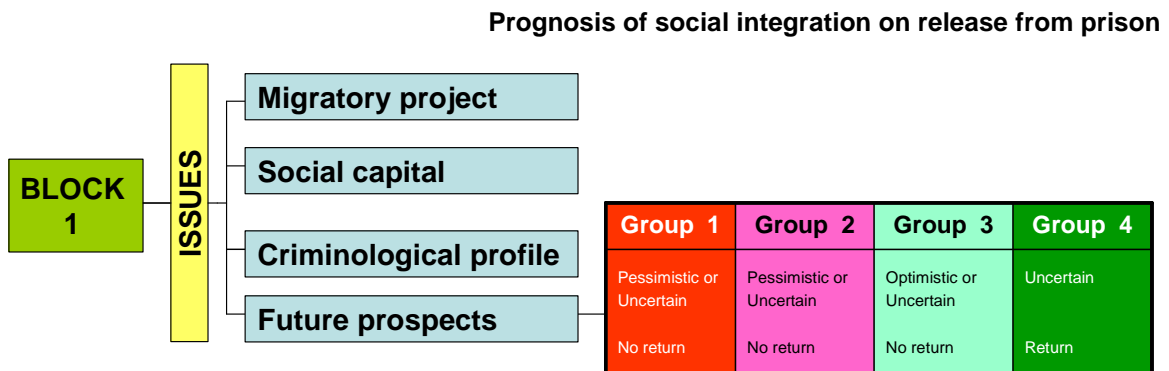 Prognosis of social integration on release from prison
BLOCK
1
ISSUES
Migratory project
Social capital
Criminological profile
Future prospects
Group 1 Group 2 Group 3 Group 4
Pessimistic or Pessimistic or Optimistic or Uncertain
Uncertain Uncertain Uncertain
No return No return No return Return